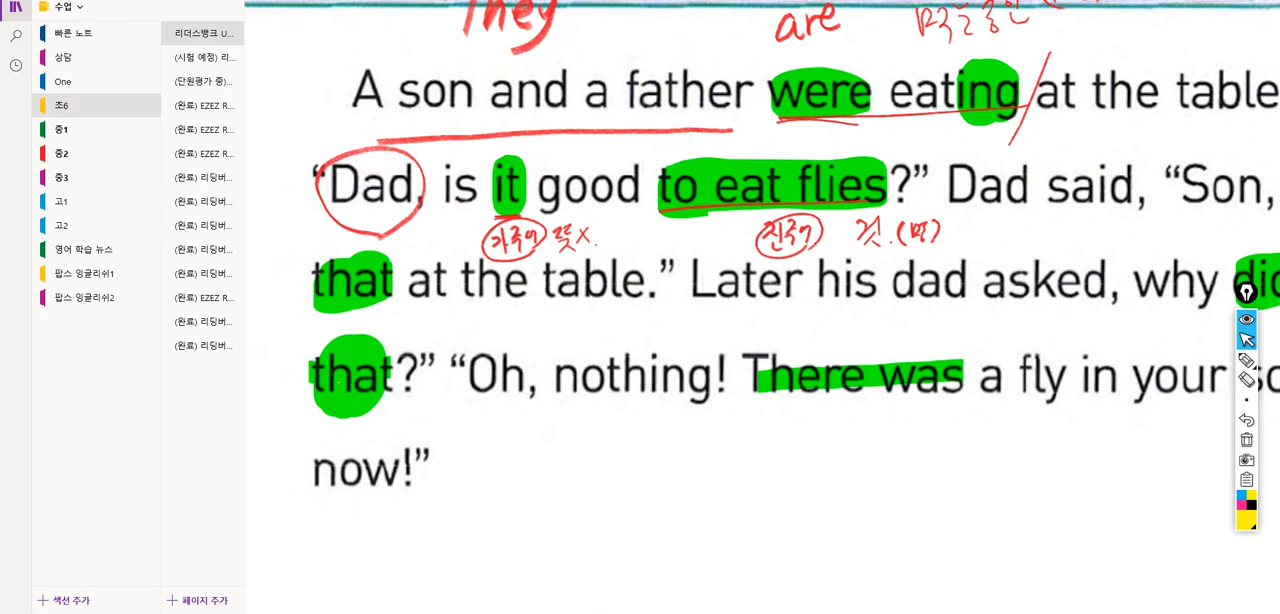 수업
빠른 노트
상담
One
초6
중1
중2
중3
고1
고2
영어 학습 뉴스
팝스 잉글리쉬1
팝스 잉글리쉬2
섹션 추가
리더스뱅크 U...
(시험 예정) 리...
(단원평가 중)...
(완료) EZEZ R...
(완료) EZEZ R...
(완료) EZEZ R...
(완료) 리딩버...
(완료) 리딩버...
(완료) 리딩버...
(완료) 리딩버...
(완료) 리딩버...
(완료) EZEZ R...
(완료) 리딩버...
(완료) 리딩버...
페이지 추가
They are
A son and a father were eating at the table
“Dad, is it good to eat flies?” Dad said, “Son,
가주어 뜻x. 진주어 것.(명)
that at the table.” Later his dad asked, why did
that?” “Oh, nothing! There was a fly in your
now!”